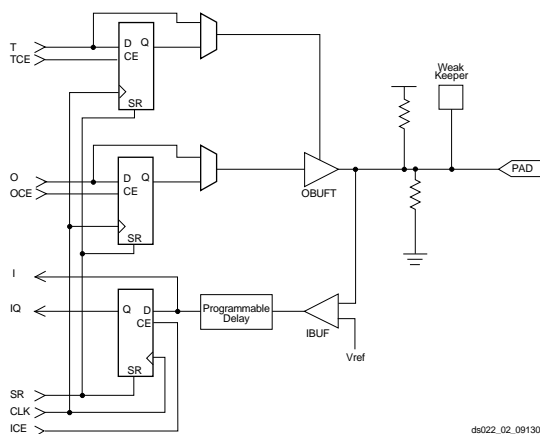 T
TCE
D Q
CE
SR
Weak
Keeper
O
OCE
D Q
CE
SR
OBUFT
PAD
I
IQ
Q D
CE
SR
Programmable
Delay
IBUF
Vref
SR
CLK
ICE
ds022_02_09130